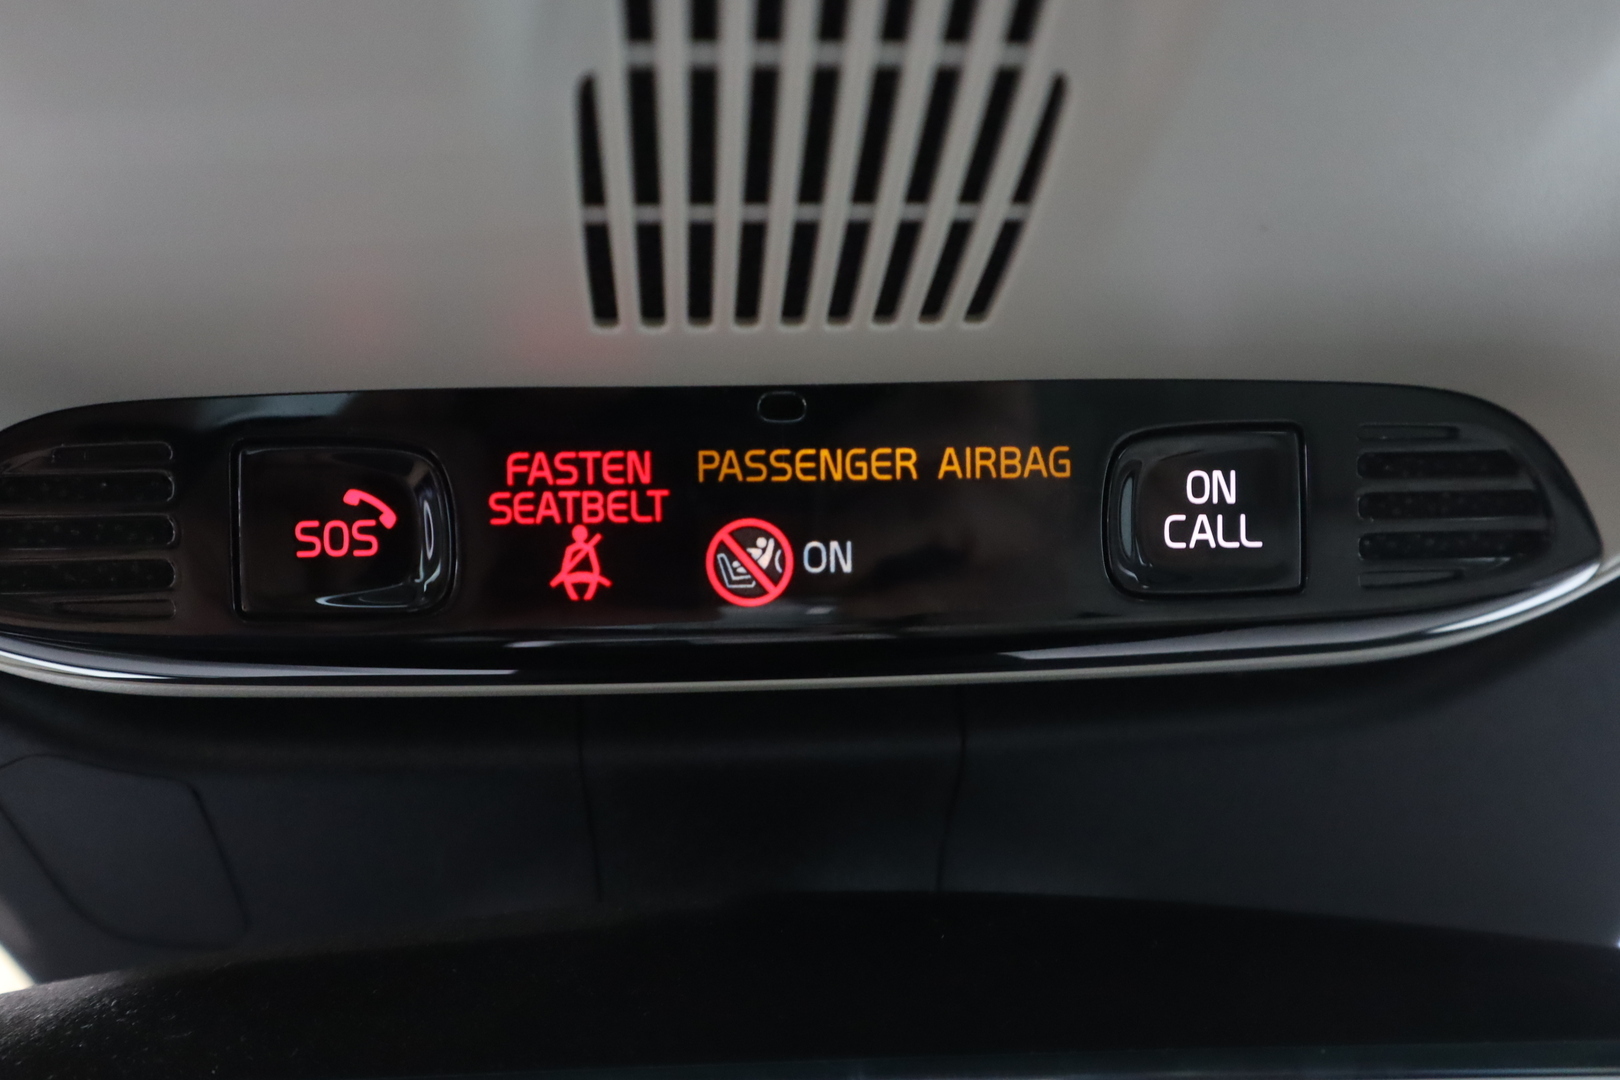 SOS
FASTEN
SEATBELT
PASSENGER AIRBAG
ON
ON
CALL